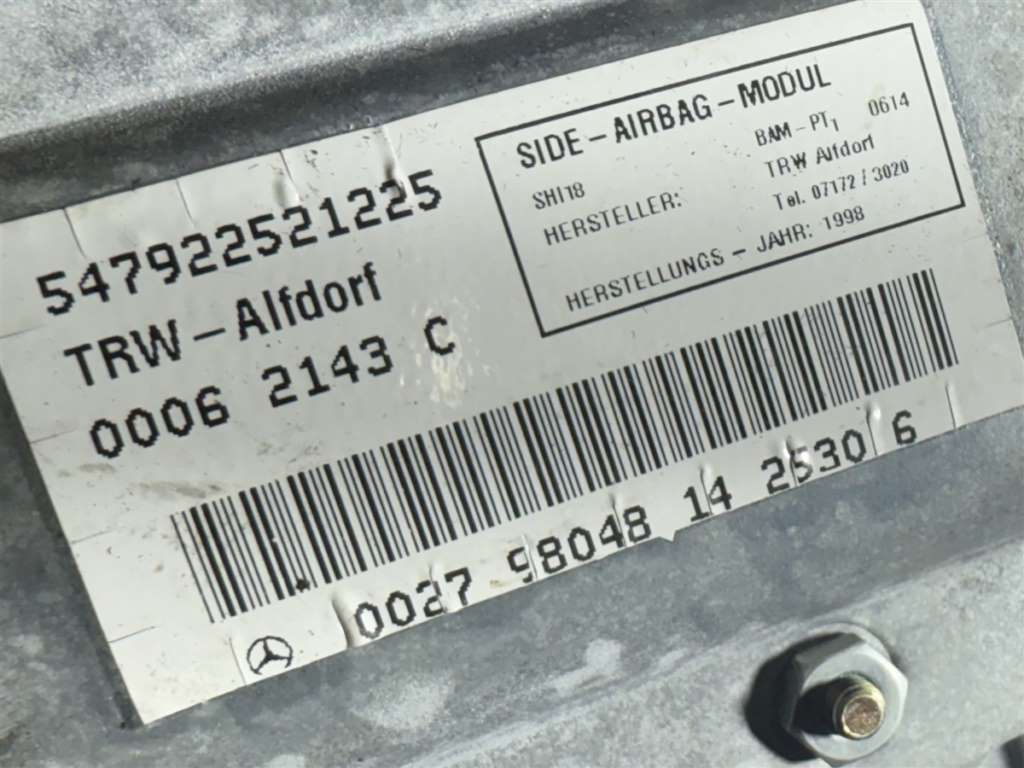 547922521225
TRW-Alfdorf
0006 2143 C
SIDE-AIRBAG-MODUL
SHI18 BAM-PT1 0614
HERSTELLER: TRW Alfdorf
Tel. 07172/3020
HERSTELLUNGS-JAHR: 1998
0027 98048 14 2530 6